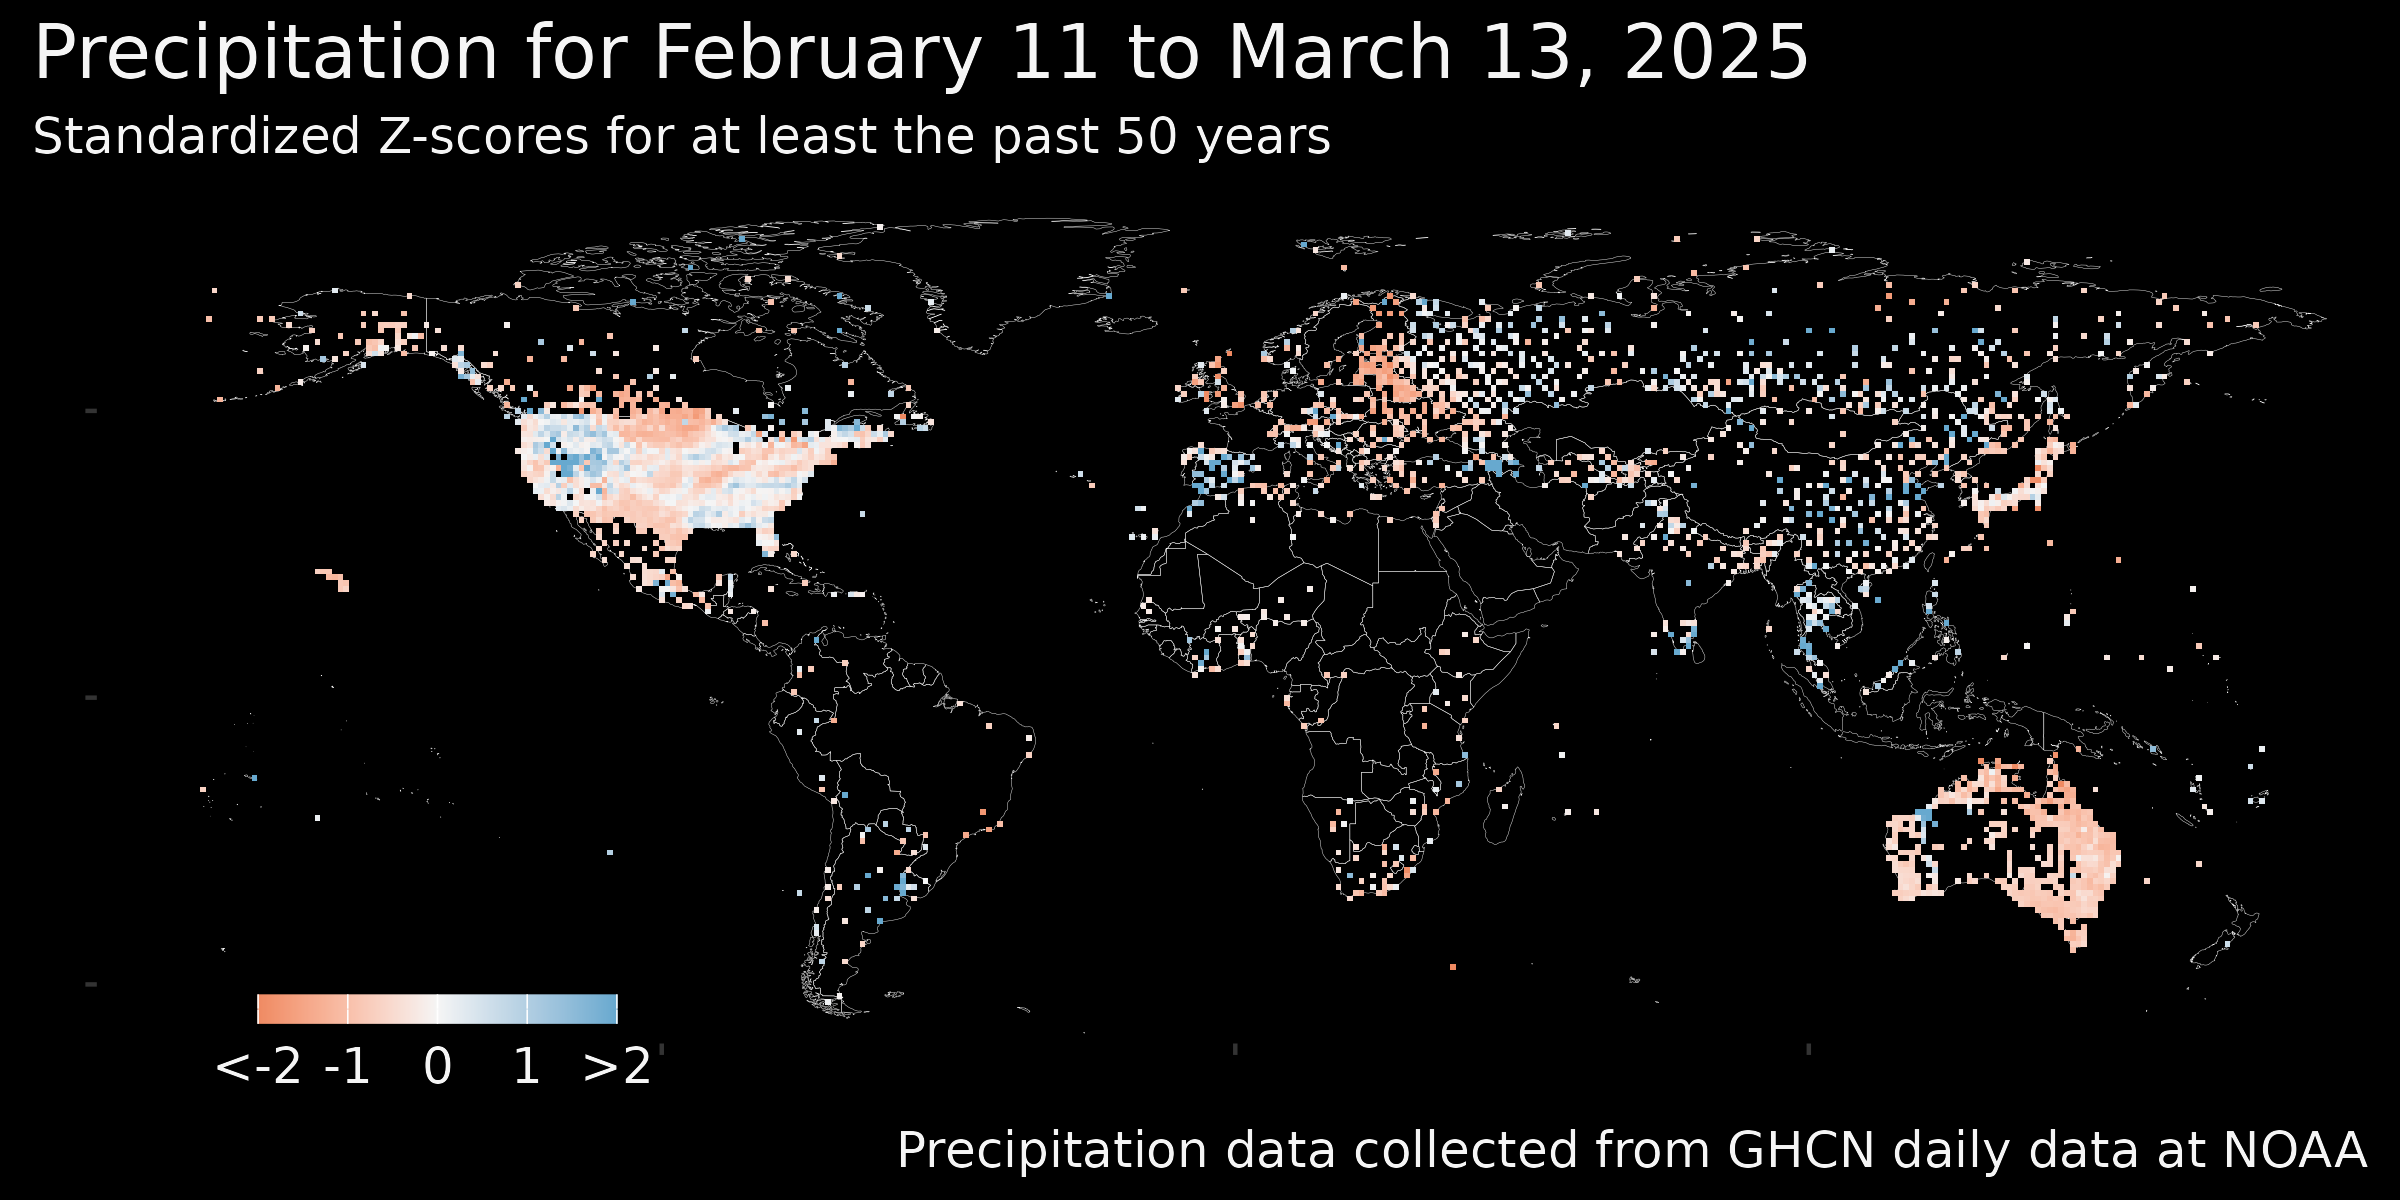 Precipitation for February 11 to March 13, 2025
Standardized Z-scores for at least the past 50 years
<-2 -1 0 1 >2
Precipitation data collected from GHCN daily data at NOAA